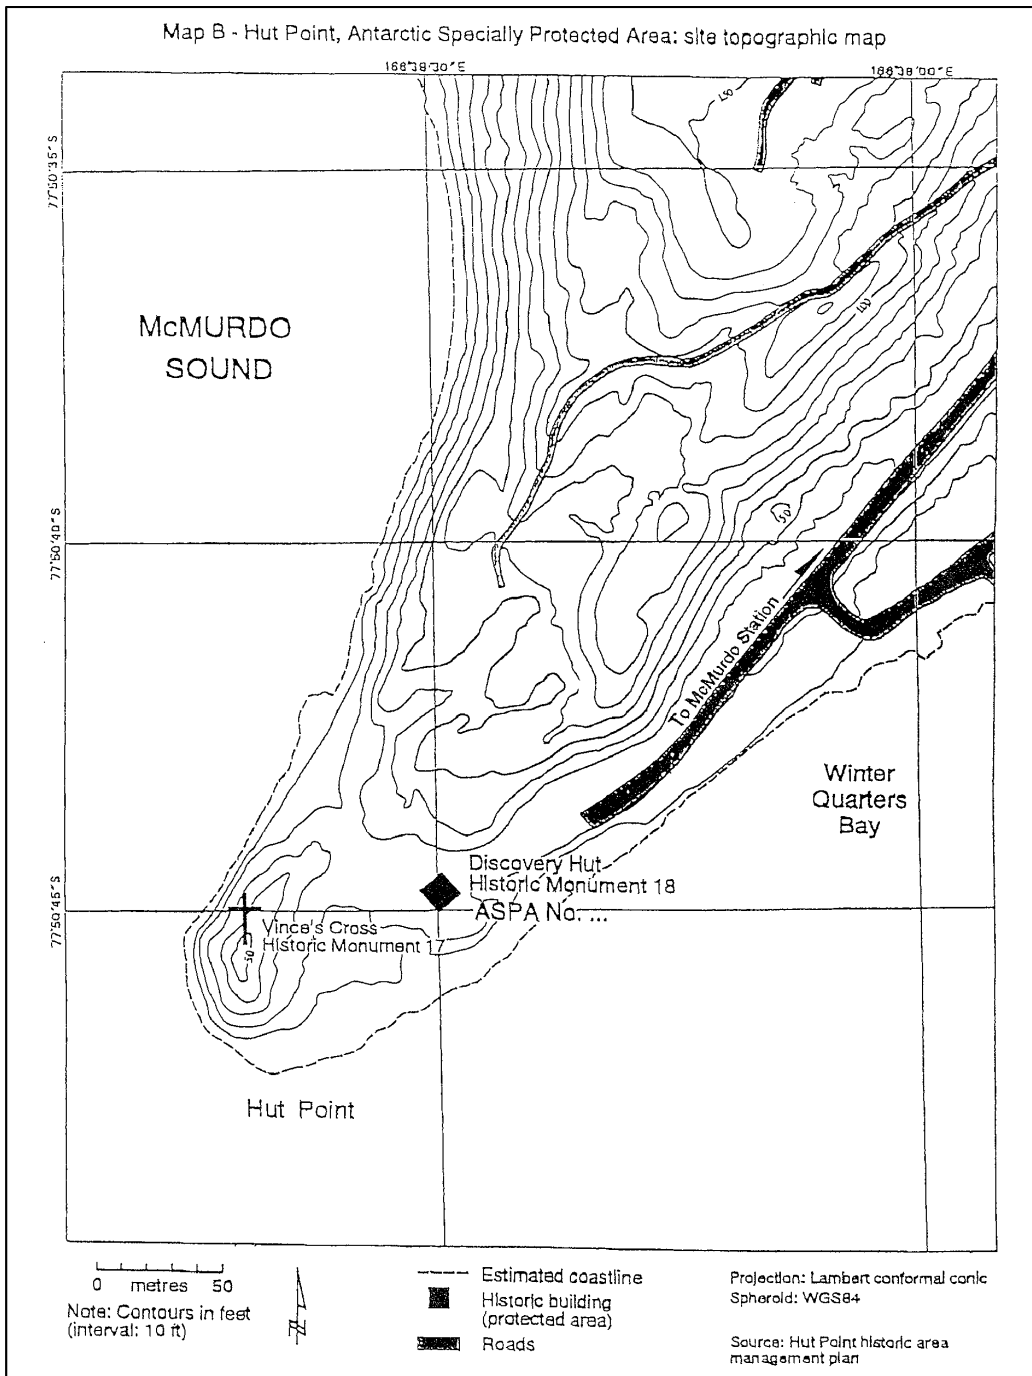 Map B - Hut Point, Antarctic Specially Protected Area: site topographic map
166°38'30"E
166°38'00"E
77°50'35" S
McMURDO
SOUND
100
77°50'40" S
50
To McMurdo Station
Winter
Quarters
Bay
Discovery Hut
Historic Monument 18
ASPA No. ...
77°50'45" S
Vince's Cross
Historic Monument 17
50
Hut Point
0 metres 50
Note: Contours in feet
(interval: 10 ft)
N
Estimated coastline
Historic building
(protected area)
Roads
Projection: Lambert conformal conic
Spheroid: WGS84
Source: Hut Point historic area
management plan